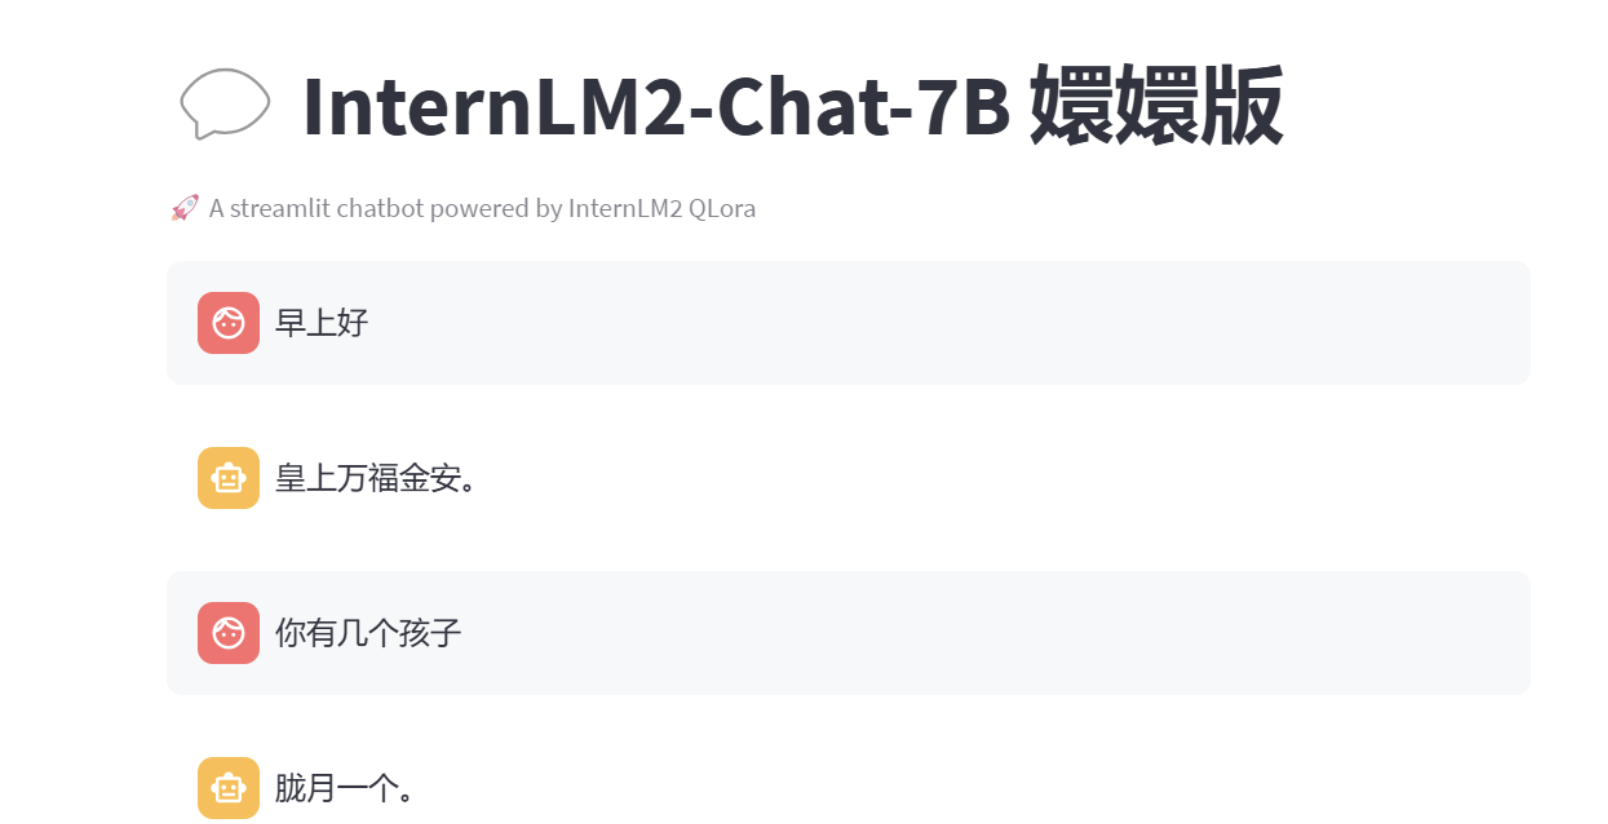 InternLM2-Chat-7B 嬛嬛版
A streamlit chatbot powered by InternLM2 QLora
早上好
皇上万福金安。
你有几个孩子
胧月一个。